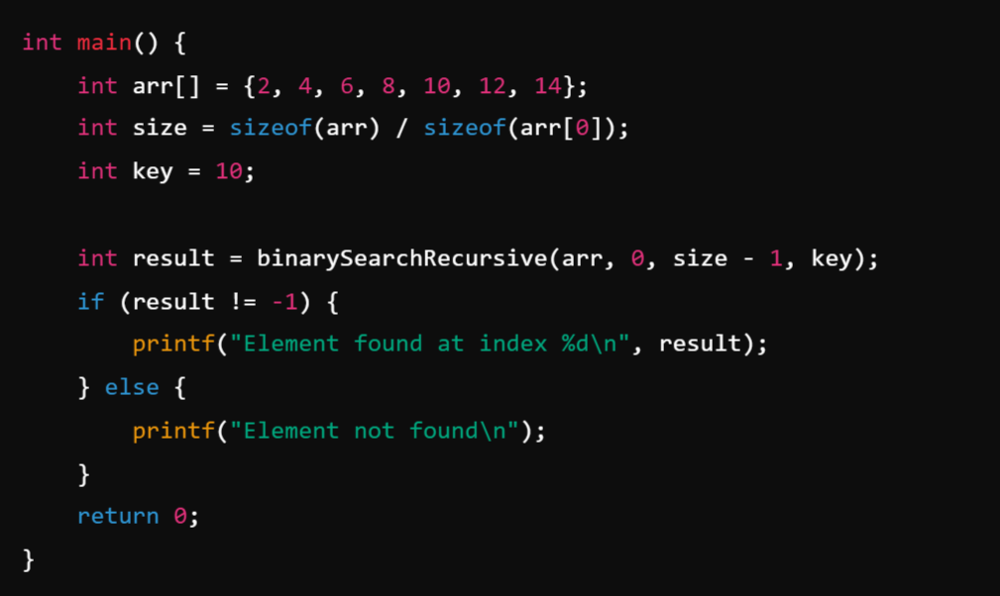 int main() {
    int arr[] = {2, 4, 6, 8, 10, 12, 14};
    int size = sizeof(arr) / sizeof(arr[0]);
    int key = 10;

    int result = binarySearchRecursive(arr, 0, size - 1, key);
    if (result != -1) {
        printf("Element found at index %d\n", result);
    } else {
        printf("Element not found\n");
    }
    return 0;
}